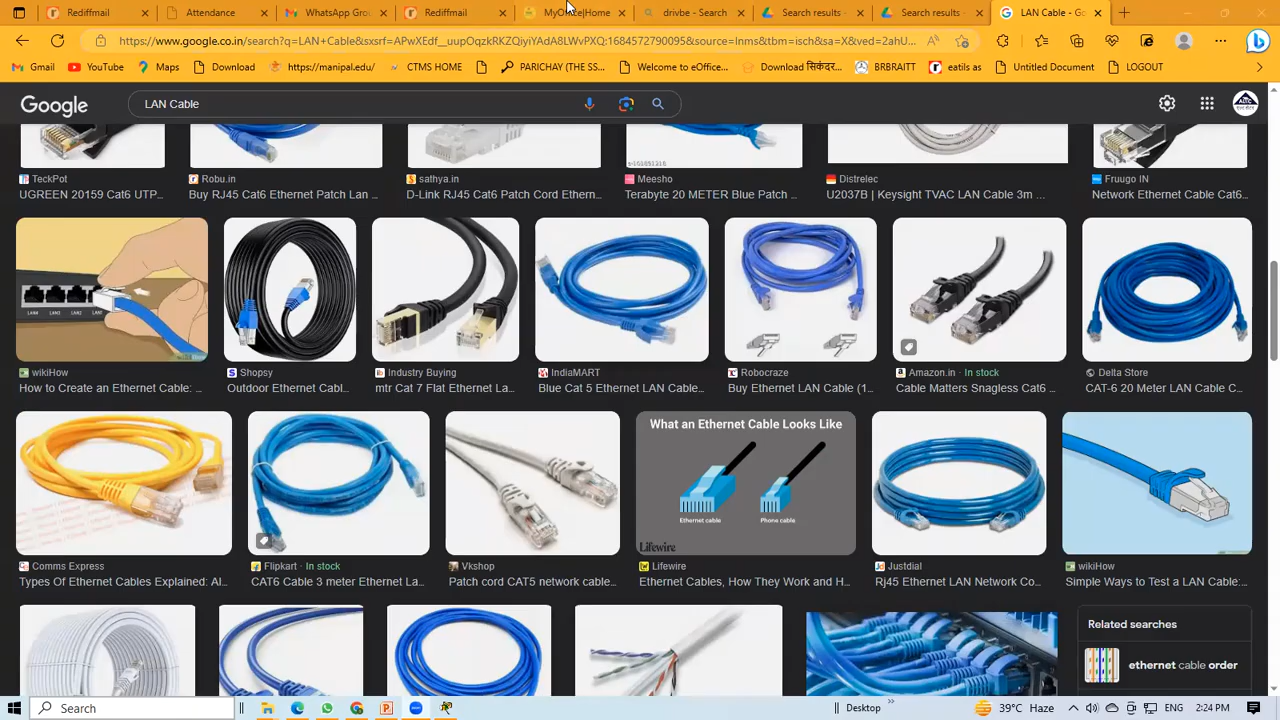 Rediffmail
Attendance
WhatsApp Gro
Rediffmail
MyOffice|Home
drivbe - Search
Search results -
Search results -
LAN Cable - Go
https://www.google.co.in/search?q=LAN+Cable&sxsrf=APwXEdf__uupOqzkRKZQiyiYAdA8LWvPXQ:1684572790095&source=lnms&tbm=isch&sa=X&ved=2ahU...
Gmail
YouTube
Maps
Download
https://manipal.edu/
CTMS HOME
PARICHAY (THE SS...
Welcome to eOffice...
Download सिकंदर...
BRBRAITT
eatils as
Untitled Document
LOGOUT
Google
LAN Cable
TeckPot
UGREEN 20159 Cat6 UTP...
Robu.in
Buy RJ45 Cat6 Ethernet Patch Lan ...
sathya.in
D-Link RJ45 Cat6 Patch Cord Ethern...
Meesho
Terabyte 20 METER Blue Patch ...
Distrelec
U2037B | Keysight TVAC LAN Cable 3m ...
Fruugo IN
Network Ethernet Cable Cat6...
wikiHow
How to Create an Ethernet Cable: ...
Shopsy
Outdoor Ethernet Cabl...
Industry Buying
mtr Cat 7 Flat Ethernet La...
IndiaMART
Blue Cat 5 Ethernet LAN Cable...
Robocraze
Buy Ethernet LAN Cable (1...
Amazon.in · In stock
Cable Matters Snagless Cat6 ...
Delta Store
CAT-6 20 Meter LAN Cable C...
What an Ethernet Cable Looks Like
Ethernet cable
Phone cable
Lifewire
Comms Express
Types Of Ethernet Cables Explained: Al...
Flipkart · In stock
CAT6 Cable 3 meter Ethernet La...
Vkshop
Patch cord CAT5 network cable...
Lifewire
Ethernet Cables, How They Work and H...
Justdial
Rj45 Ethernet LAN Network Co...
wikiHow
Simple Ways to Test a LAN Cable:...
Related searches
ethernet cable order
Search
Desktop
39°C Haze
ENG
2:24 PM